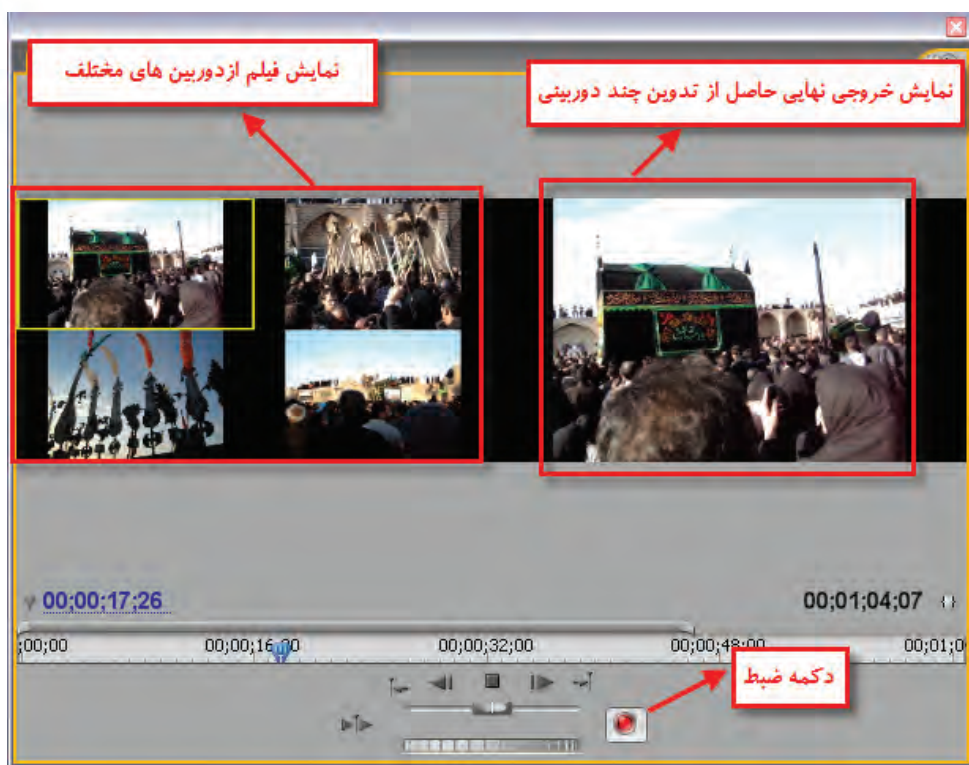 نمایش فیلم ازدوربین های مختلف
نمایش خروجی نهایی حاصل از تدوین چند دوربینی
00;00;17;26
00;01;04;07
;00;00
00;00;16;00
00;00;32;00
00;00;48;00
00;01;0
دکمه ضبط